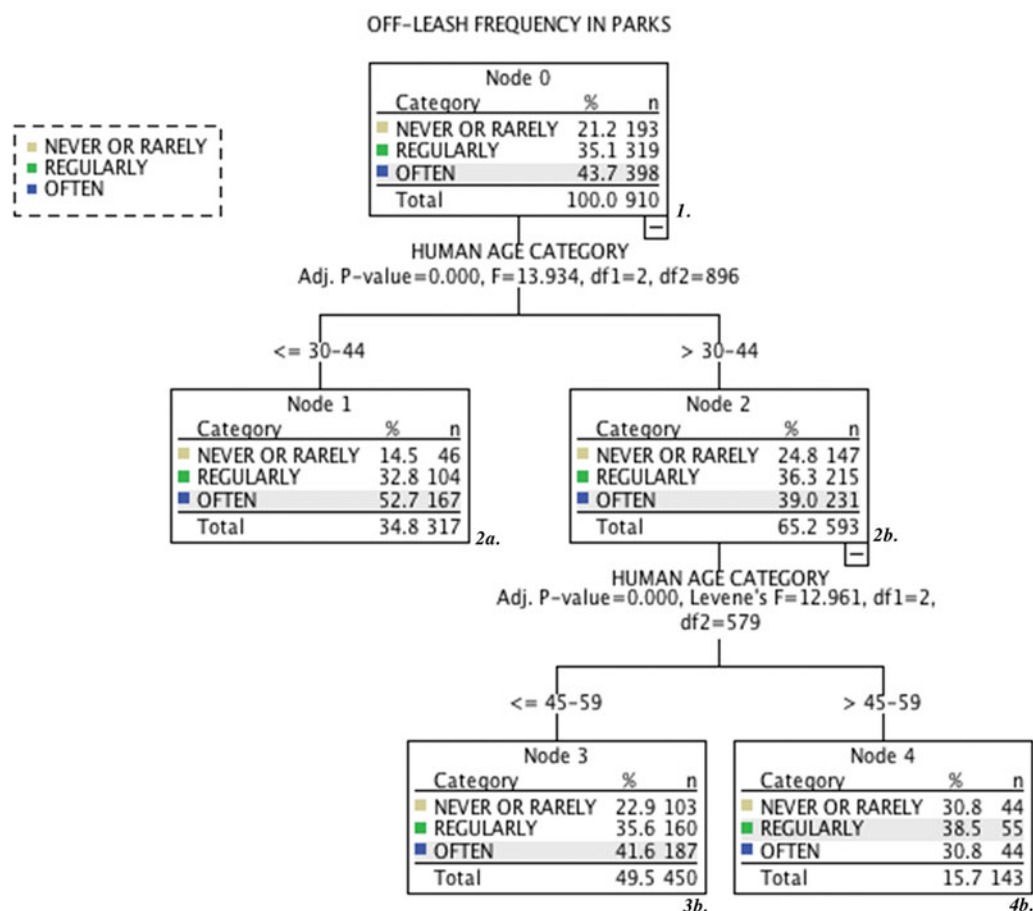 OFF-LEASH FREQUENCY IN PARKS
NEVER OR RARELY
REGULARLY
OFTEN
Node 0
Category % n
NEVER OR RARELY 21.2 193
REGULARLY 35.1 319
OFTEN 43.7 398
Total 100.0 910
1.
HUMAN AGE CATEGORY
Adj. P-value=0.000, F=13.934, df1=2, df2=896
<= 30-44
> 30-44
Node 1
Category % n
NEVER OR RARELY 14.5 46
REGULARLY 32.8 104
OFTEN 52.7 167
Total 34.8 317
2a.
Node 2
Category % n
NEVER OR RARELY 24.8 147
REGULARLY 36.3 215
OFTEN 39.0 231
Total 65.2 593
2b.
HUMAN AGE CATEGORY
Adj. P-value=0.000, Levene's F=12.961, df1=2,
df2=579
<= 45-59
> 45-59
Node 3
Category % n
NEVER OR RARELY 22.9 103
REGULARLY 35.6 160
OFTEN 41.6 187
Total 49.5 450
3b.
Node 4
Category % n
NEVER OR RARELY 30.8 44
REGULARLY 38.5 55
OFTEN 30.8 44
Total 15.7 143
4b.